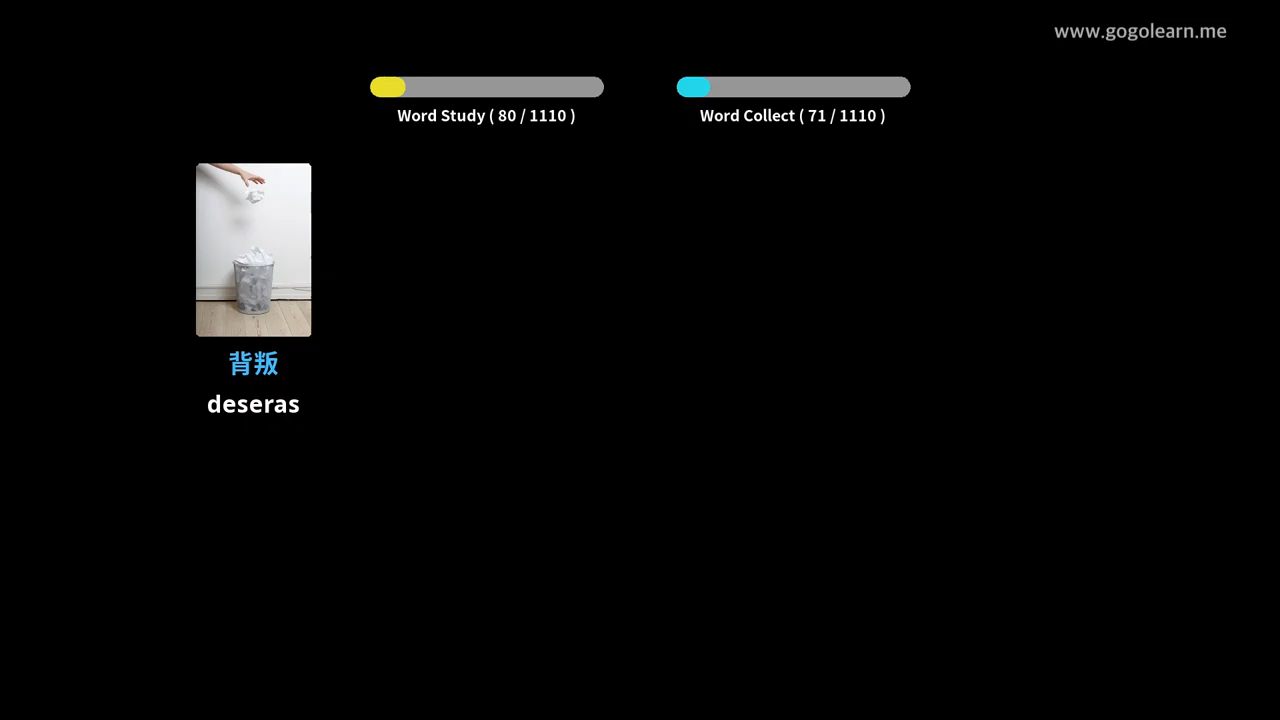 www.gogolearn.me
Word Study ( 80 / 1110 )
Word Collect ( 71 / 1110 )
背叛
deseras